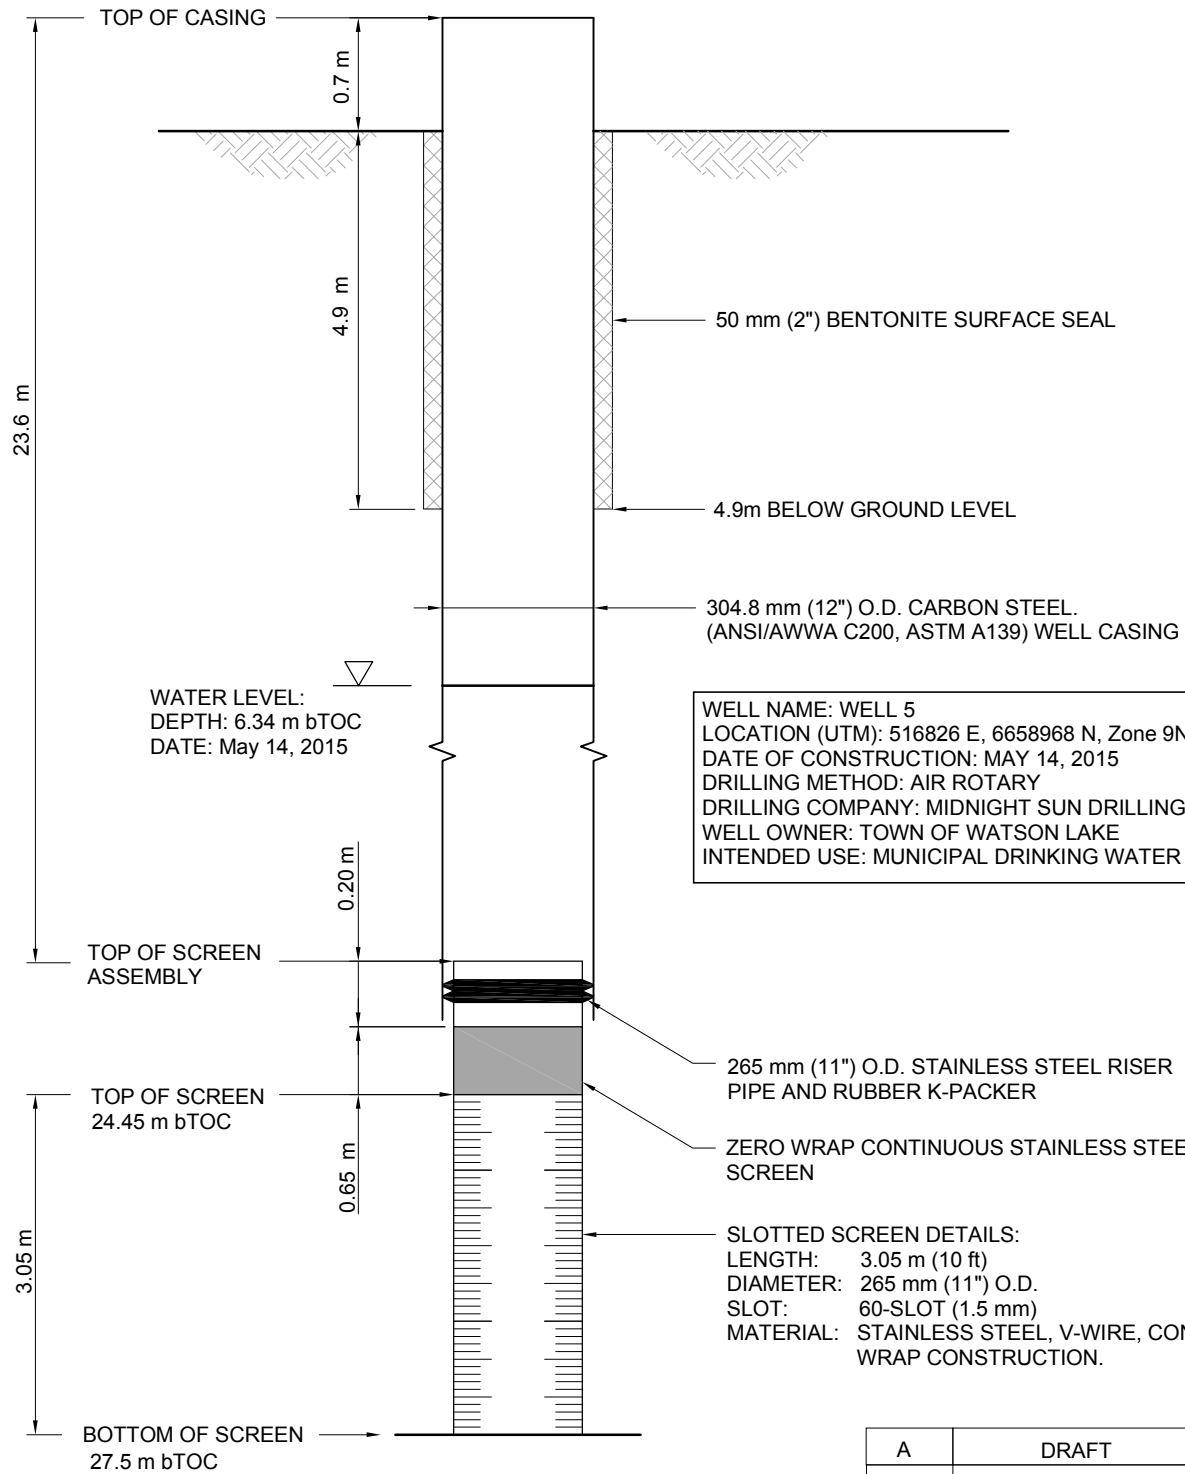 TOP OF CASING
0.7 m
4.9 m
23.6 m
50 mm (2") BENTONITE SURFACE SEAL
4.9m BELOW GROUND LEVEL
304.8 mm (12") O.D. CARBON STEEL.
(ANSI/AWWA C200, ASTM A139) WELL CASING
WATER LEVEL:
DEPTH: 6.34 m bTOC
DATE: May 14, 2015
WELL NAME: WELL 5
LOCATION (UTM): 516826 E, 6658968 N, Zone 9N
DATE OF CONSTRUCTION: MAY 14, 2015
DRILLING METHOD: AIR ROTARY
DRILLING COMPANY: MIDNIGHT SUN DRILLING
WELL OWNER: TOWN OF WATSON LAKE
INTENDED USE: MUNICIPAL DRINKING WATER
0.20 m
TOP OF SCREEN
ASSEMBLY
265 mm (11") O.D. STAINLESS STEEL RISER
PIPE AND RUBBER K-PACKER
TOP OF SCREEN
24.45 m bTOC
ZERO WRAP CONTINUOUS STAINLESS STEE
SCREEN
0.65 m
3.05 m
SLOTTED SCREEN DETAILS:
LENGTH: 3.05 m (10 ft)
DIAMETER: 265 mm (11") O.D.
SLOT: 60-SLOT (1.5 mm)
MATERIAL: STAINLESS STEEL, V-WIRE, CON
WRAP CONSTRUCTION.
BOTTOM OF SCREEN
27.5 m bTOC
A DRAFT